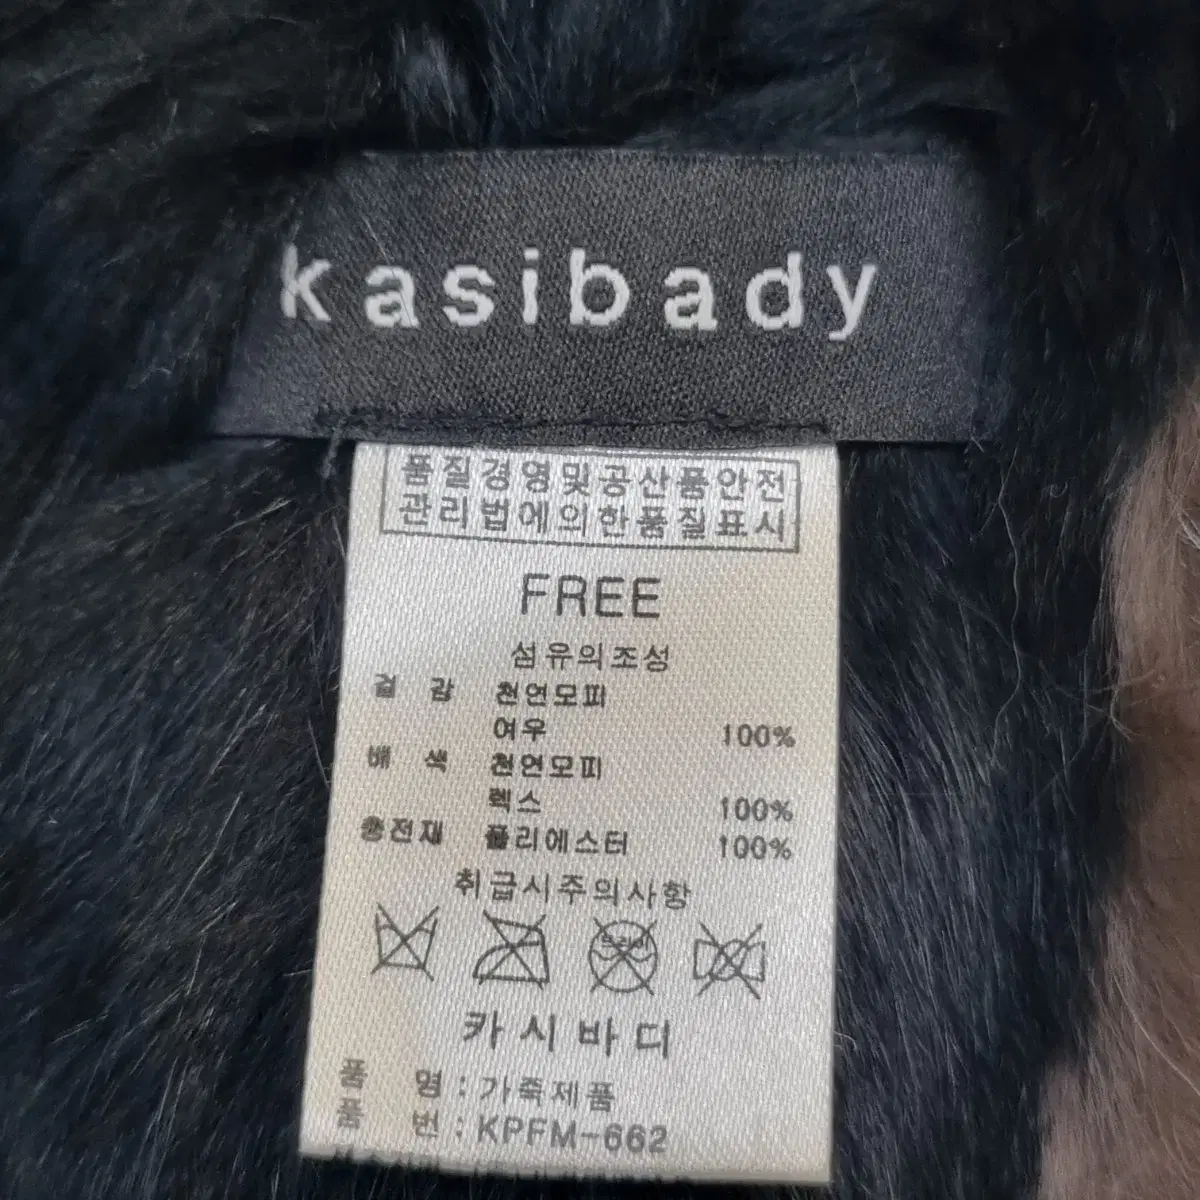 kasibady
품질경영및공산품안전
관리법에의한품질표시
FREE
섬유의조성
겉 감 천연모피
여우 100%
배 색 천연모피
렉스 100%
충전재 폴리에스터 100%
취급시주의사항
드라이
카시바디
품 명 : 가죽제품
품 번 : KPFM-662